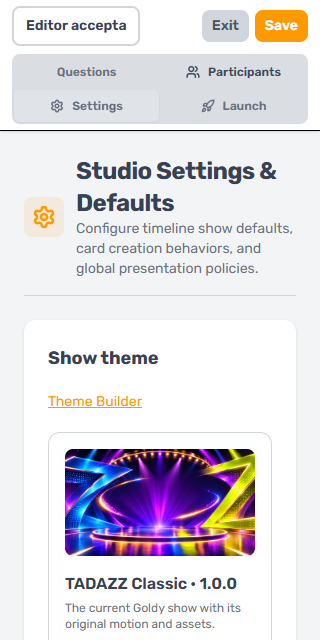 Editor accepta
Exit
Save
Questions
Participants
Settings
Launch
Studio Settings &
Defaults
Configure timeline show defaults,
card creation behaviors, and
global presentation policies.
Show theme
Theme Builder
TADAZZ Classic • 1.0.0
The current Goldy show with its
original motion and assets.